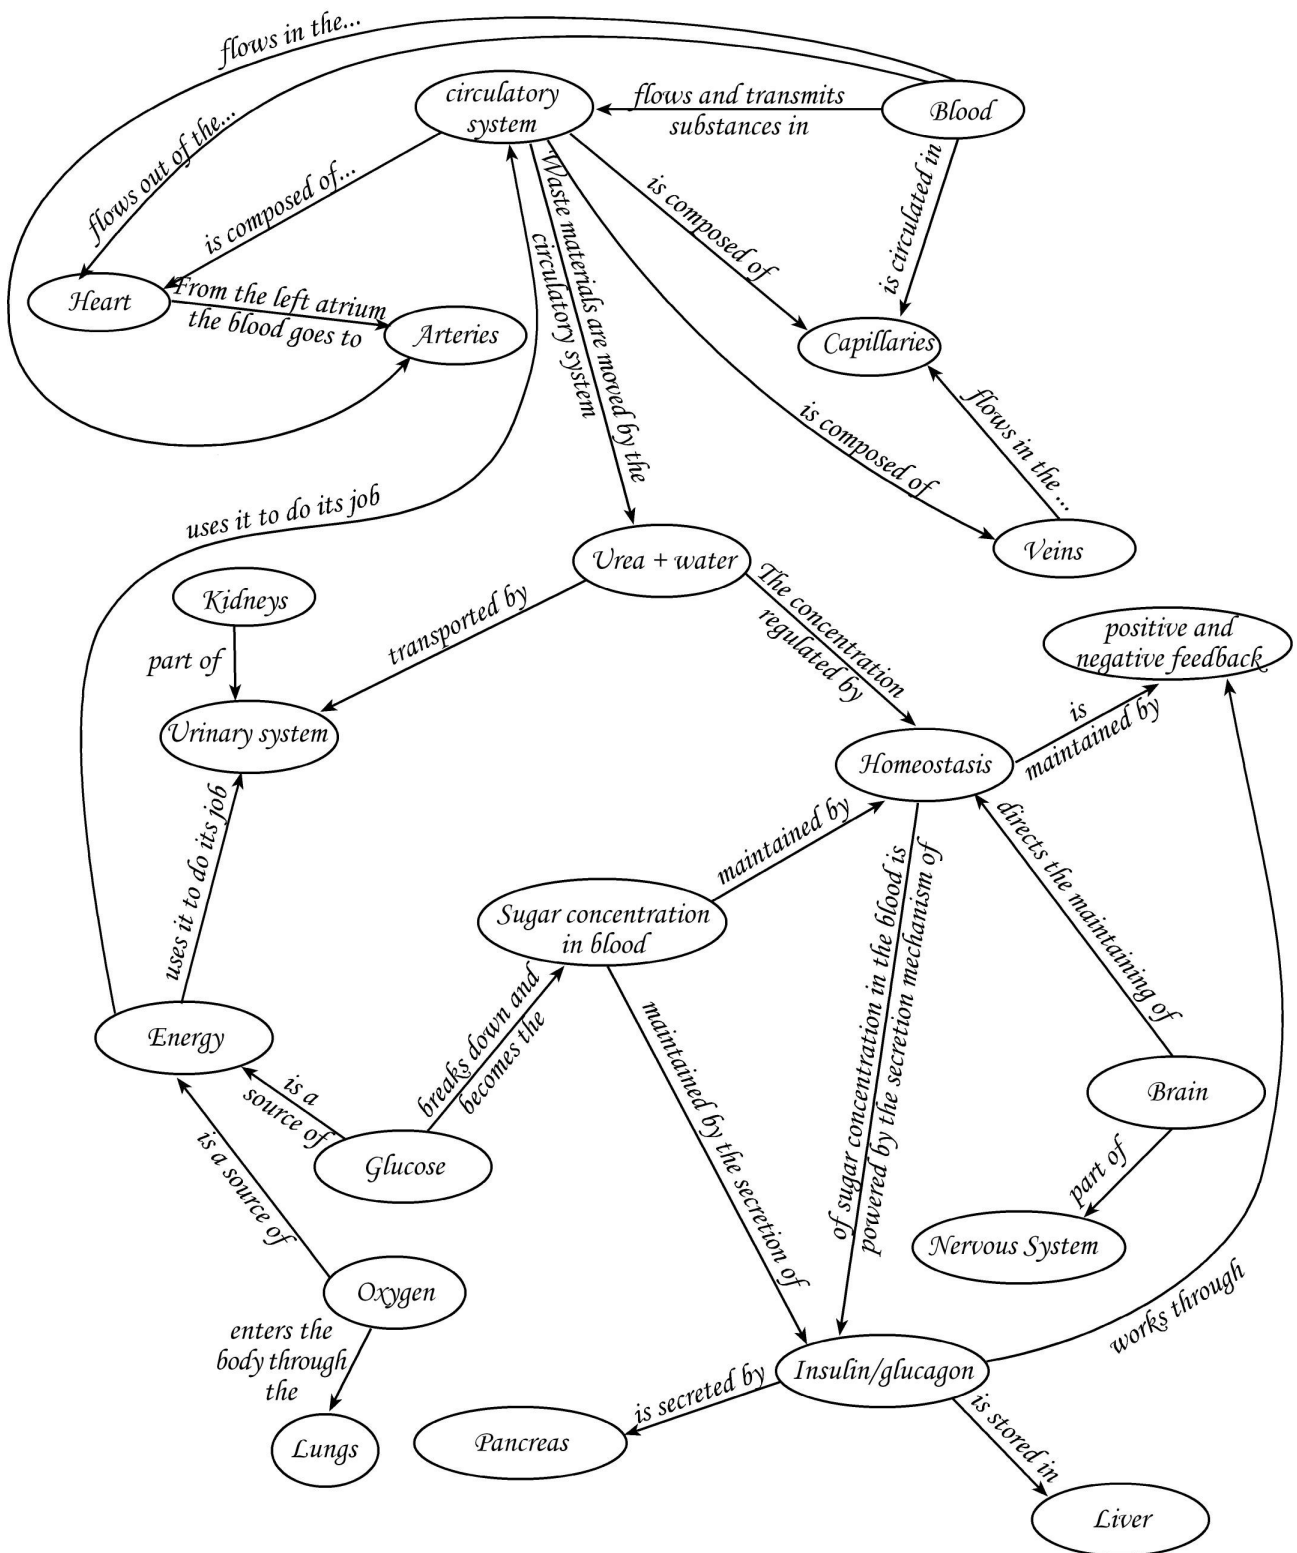 flows in the...
circulatory
system
flows and transmits
substances in
Blood
flows out of the...
is composed of...
Waste materials are moved by the
circulatory system
is composed of
is circulated in
Heart
From the left atrium
the blood goes to
Arteries
Capillaries
is composed of
flows in the ...
uses it to do its job
Urea + water
Veins
Kidneys
part of
transported by
The concentration
regulated by
positive and
negative feedback
Urinary system
Homeostasis
is
maintained by
uses it to do its job
maintained by
of sugar concentration in the blood is
powered by the secretion mechanism of
directs the maintaining of
Sugar concentration
in blood
Energy
breaks down and
becomes the
maintained by the secretion of
is a
source of
Brain
Glucose
is a source of
part of
Nervous System
Oxygen
enters the
body through
the
works through
Insulin/glucagon
is secreted by
is stored in
Lungs
Pancreas
Liver